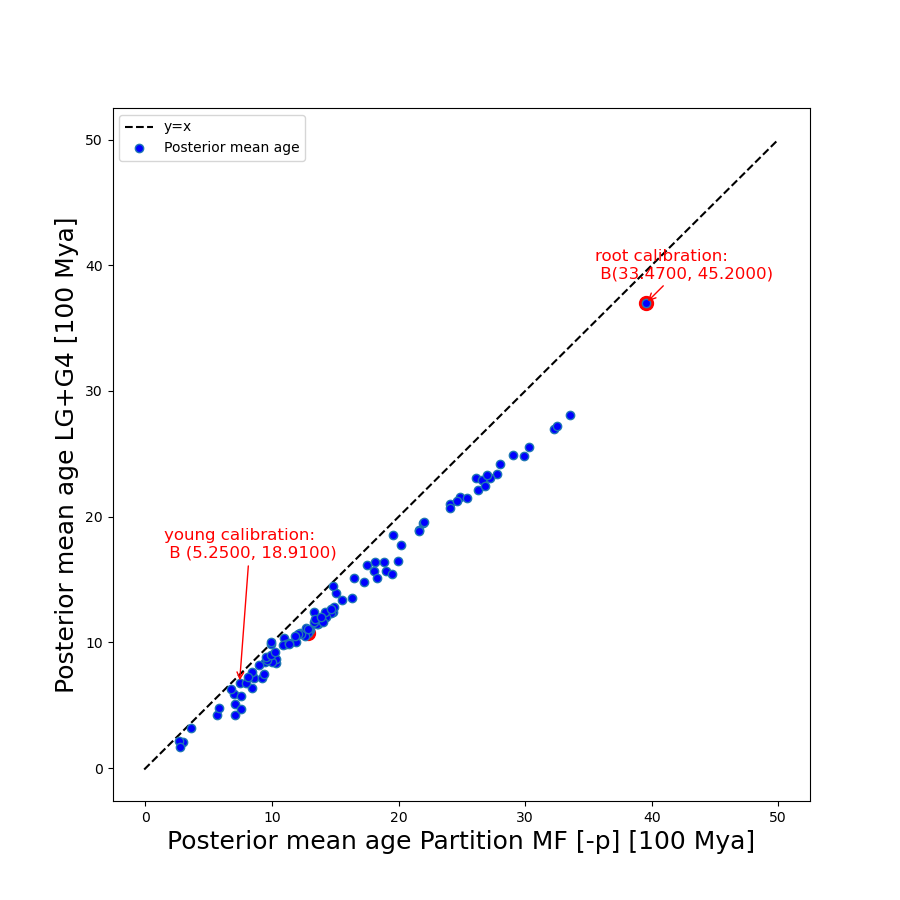 y=x
Posterior mean age
root calibration:
B(33.4700, 45.2000)
young calibration:
B (5.2500, 18.9100)
50
40
30
20
10
0
0 10 20 30 40 50
Posterior mean age LG+G4 [100 Mya]
Posterior mean age Partition MF [-p] [100 Mya]